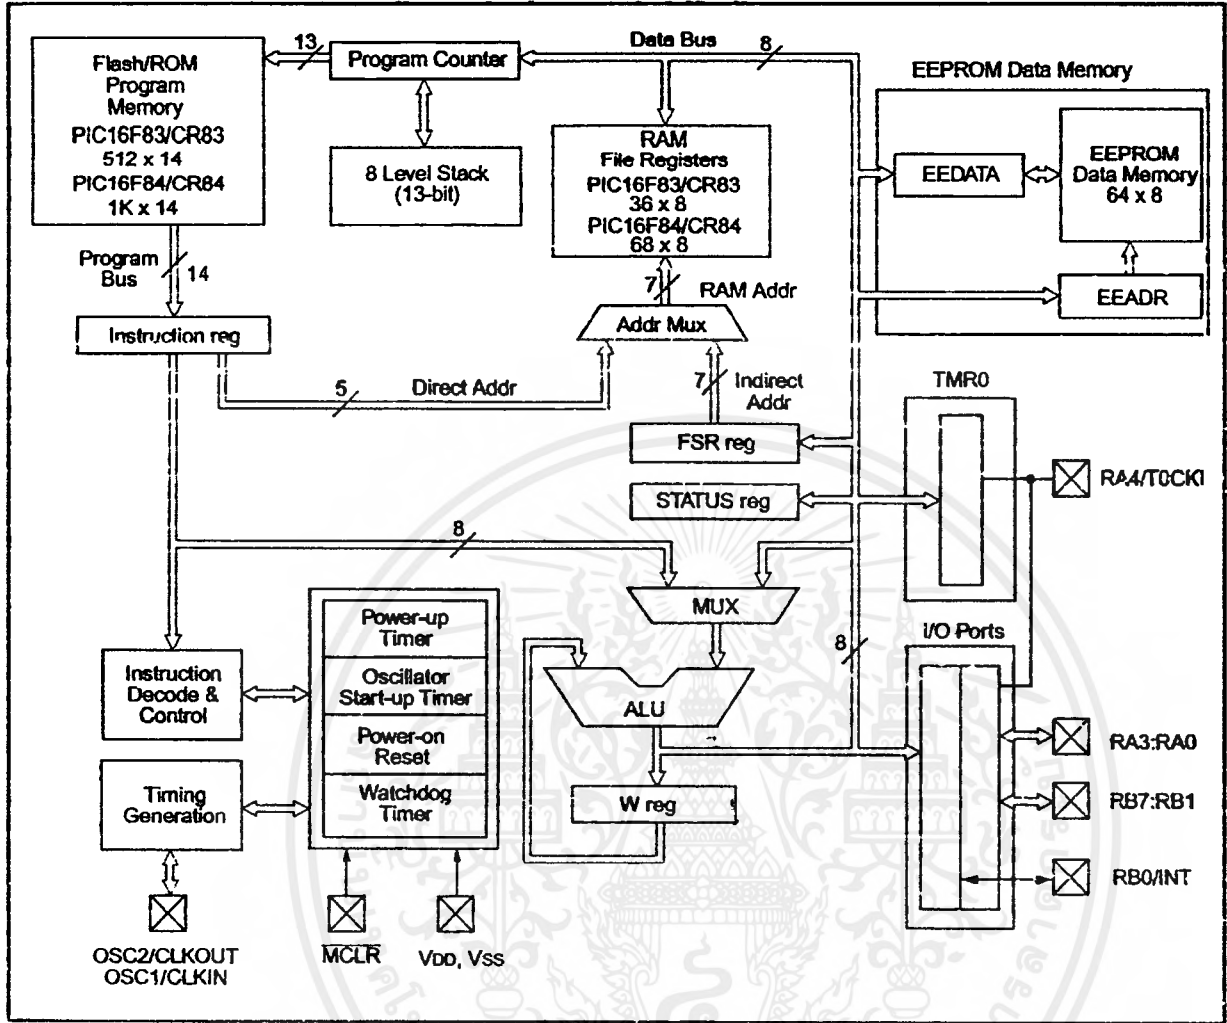 13
Data Bus
8
Flash/ROM
Program
Memory
PIC16F83/CR83
512 x 14
PIC16F84/CR84
1K x 14
Program Counter
8 Level Stack
(13-bit)
RAM
File Registers
PIC16F83/CR83
36 x 8
PIC16F84/CR84
68 x 8
EEPROM Data Memory
EEDATA
EEPROM
Data Memory
64 x 8
EEADR
Program
Bus
14
7
RAM Addr
Addr Mux
Instruction reg
5
Direct Addr
7
Indirect
Addr
FSR reg
STATUS reg
TMR0
RA4/T0CKI
8
MUX
Power-up
Timer
Oscillator
Start-up Timer
Power-on
Reset
Watchdog
Timer
Instruction
Decode &
Control
Timing
Generation
ALU
W reg
8
I/O Ports
RA3:RA0
RB7:RB1
RB0/INT
OSC2/CLKOUT
OSC1/CLKIN
MCLR
VDD, VSS